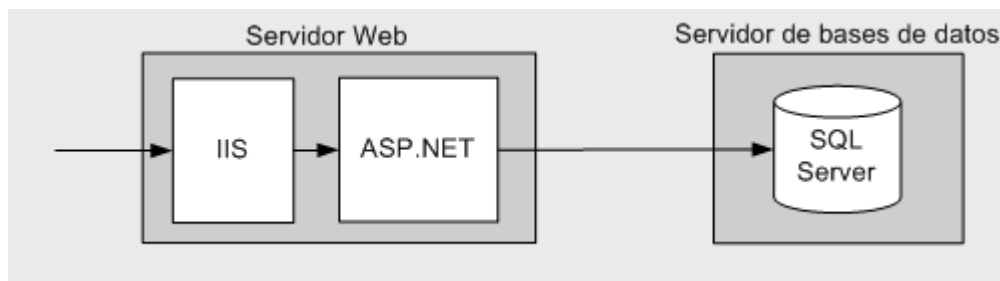 Servidor Web
Servidor de bases de datos
IIS
ASP.NET
SQL
Server